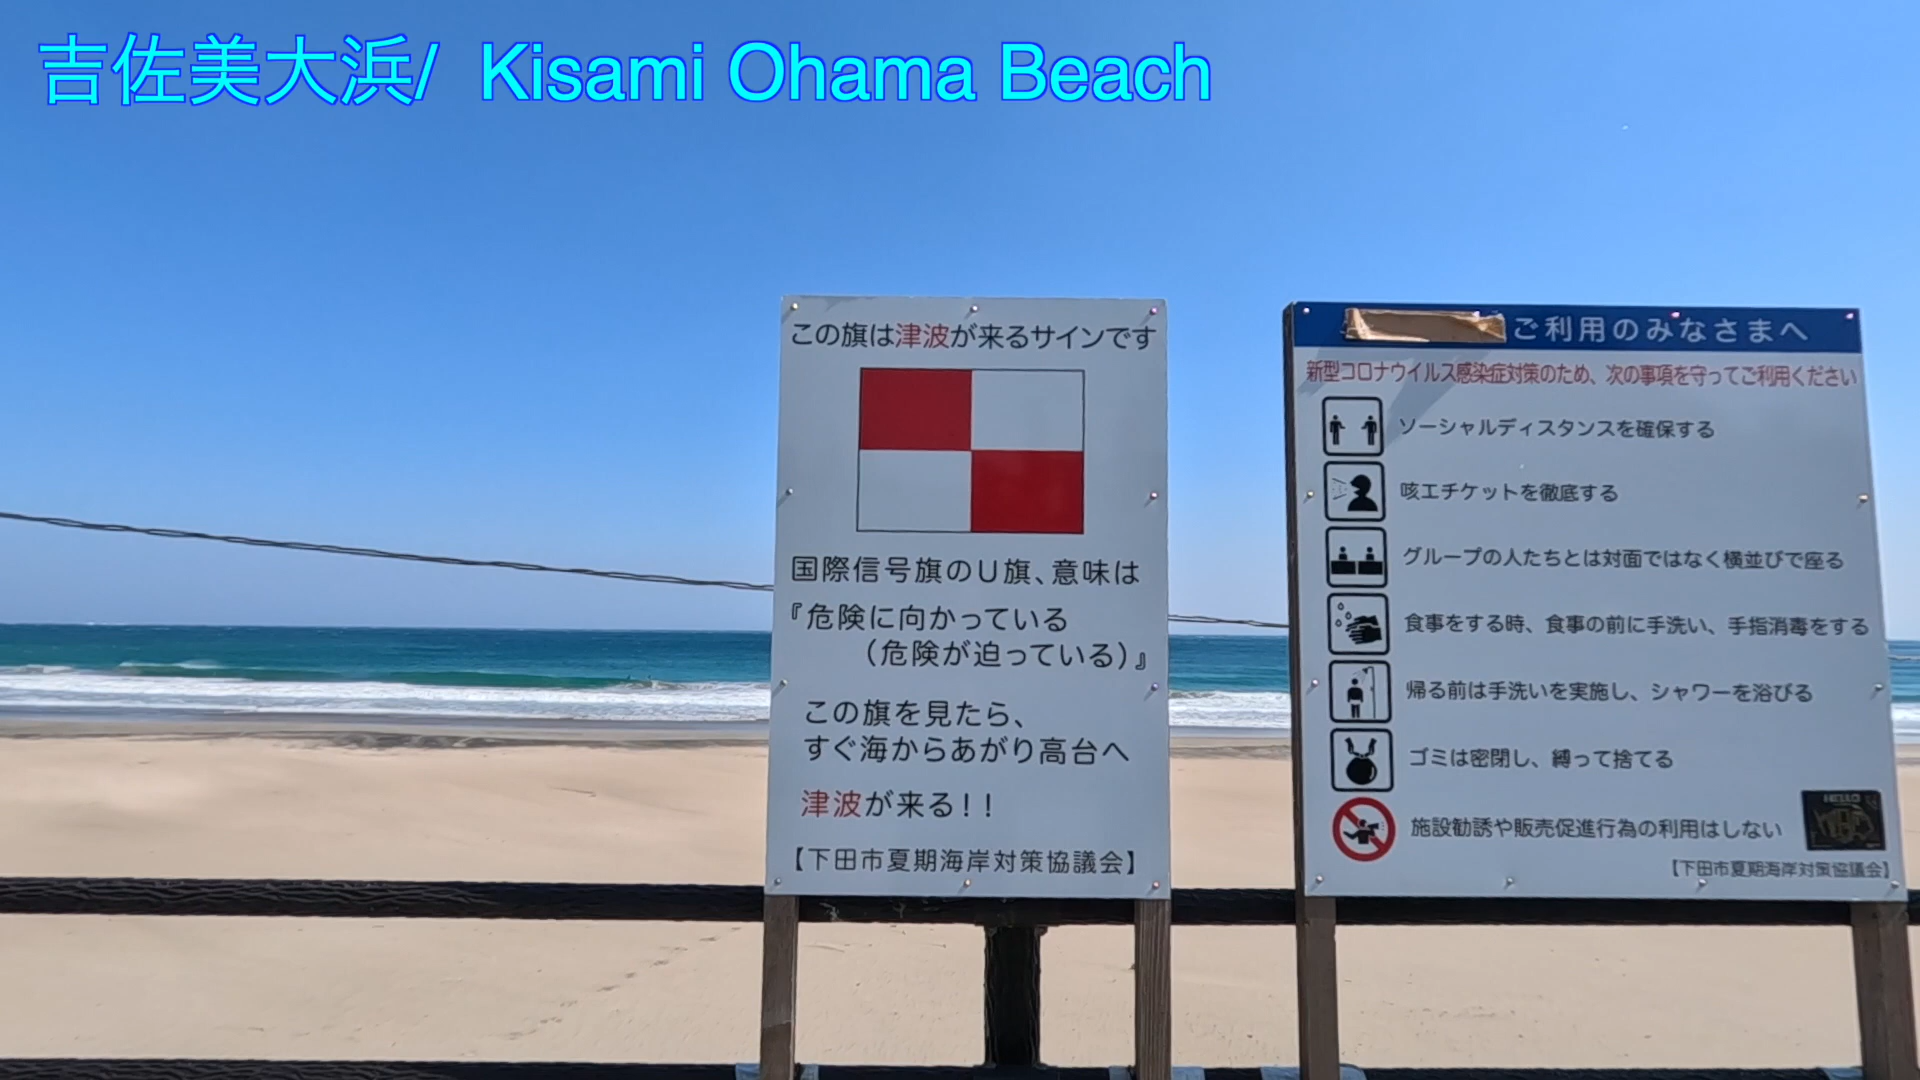 吉佐美大浜/ Kisami Ohama Beach
この旗は津波が来るサインです
国際信号旗のU旗、意味は
『危険に向かっている
（危険が迫っている）』
この旗を見たら、
すぐ海からあがり高台へ
津波が来る！！
【下田市夏期海岸対策協議会】
ご利用のみなさまへ
新型コロナウイルス感染症対策のため、次の事項を守ってご利用ください
ソーシャルディスタンスを確保する
咳エチケットを徹底する
グループの人たちとは対面ではなく横並びで座る
食事をする時、食事の前に手洗い、手指消毒をする
帰る前は手洗いを実施し、シャワーを浴びる
ゴミは密閉し、縛って捨てる
施設勧誘や販売促進行為の利用はしない
HELLO
【下田市夏期海岸対策協議会】